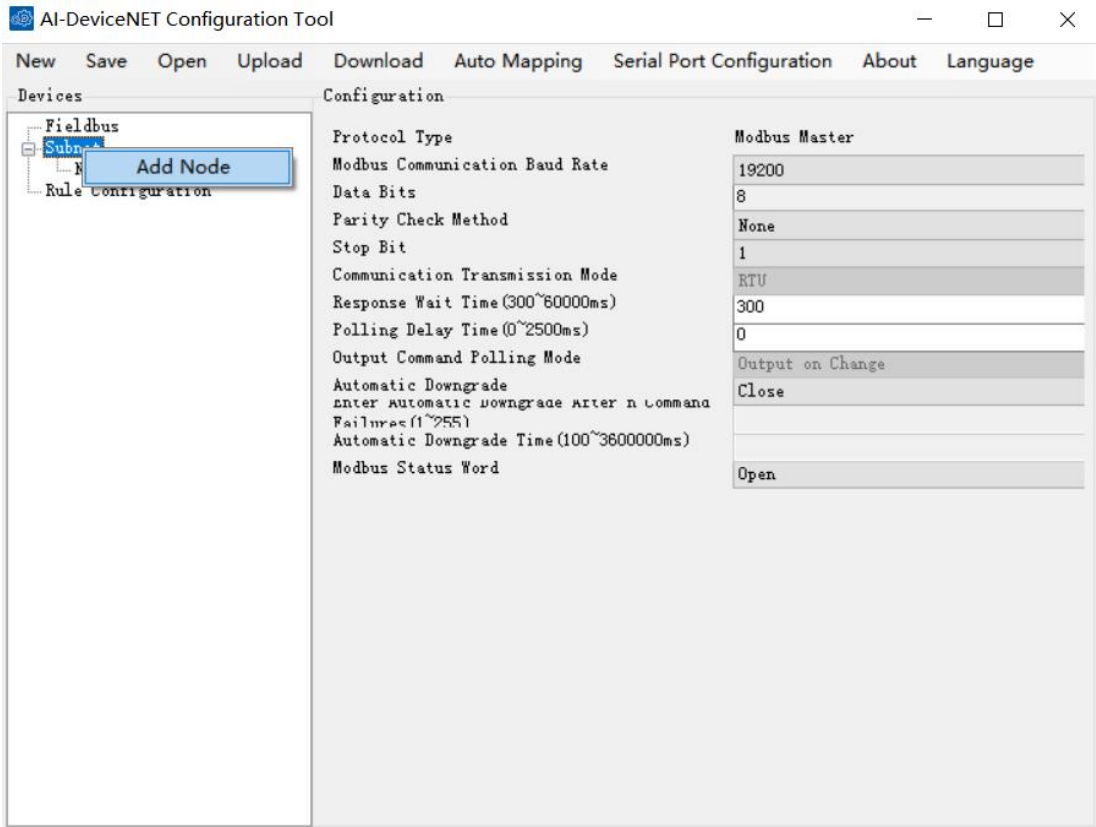 AI-DeviceNET Configuration Tool
New Save Open Upload Download Auto Mapping Serial Port Configuration About Language
Devices
Fieldbus
Subnet
Add Node
Rule Configuration
Configuration
Protocol Type Modbus Master
Modbus Communication Baud Rate 19200
Data Bits 8
Parity Check Method None
Stop Bit 1
Communication Transmission Mode RTU
Response Wait Time(300~60000ms) 300
Polling Delay Time(0~2500ms) 0
Output Command Polling Mode Output on Change
Automatic Downgrade Close
Enter Automatic Downgrade After n Command
Failures(1~255)
Automatic Downgrade Time(100~3600000ms)
Modbus Status Word Open